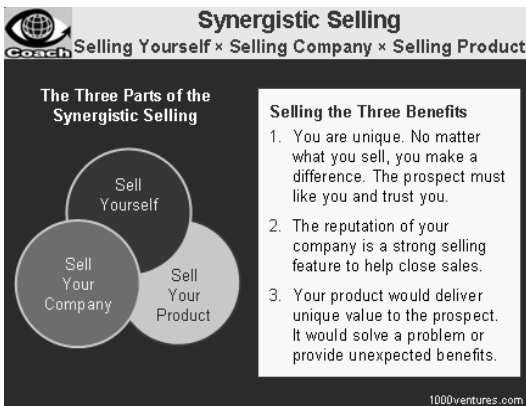 Synergistic Selling
Coach
Selling Yourself × Selling Company × Selling Product
The Three Parts of the
Synergistic Selling
Sell
Yourself
Sell
Your
Company
Sell
Your
Product
Selling the Three Benefits
1. You are unique. No matter
what you sell, you make a
difference. The prospect must
like you and trust you.
2. The reputation of your
company is a strong selling
feature to help close sales.
3. Your product would deliver
unique value to the prospect.
It would solve a problem or
provide unexpected benefits.
1000ventures.com